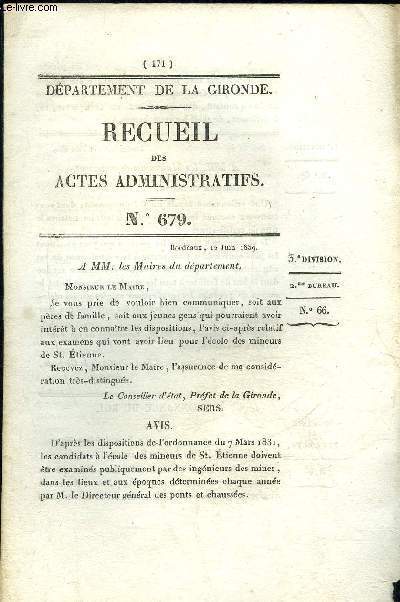 Le-livre.com
( 171 )
DÉPARTEMENT DE LA GIRONDE.
RECUEIL
DES
ACTES ADMINISTRATIFS.
N.° 679.
Bordeaux, 12 Juin 1839.
A MM. les Maires du département,
3.e DIVISION.
MONSIEUR LE MAIRE,
2.me BUREAU.
Je vous prie de vouloir bien communiquer, soit aux
pères de famille, soit aux jeunes gens qui pourraient avoir
N.° 66.
intérêt à en connaître les dispositions, l'avis ci-après relatif
aux examens qui vont avoir lieu pour l'école des mineurs
de St. Étienne.
Recevez, Monsieur le Maire, l'assurance de ma considé-
ration très-distinguée.
Le Conseiller d'état, Préfet de la Gironde,
SERS.
AVIS.
D'après les dispositions de l'ordonnance du 7 Mars 1831,
les candidats à l'école des mineurs de St. Étienne doivent
être examinés publiquement par des ingénieurs des mines,
dans les lieux et aux époques déterminées chaque année
par M. le Directeur général des ponts et chaussées.